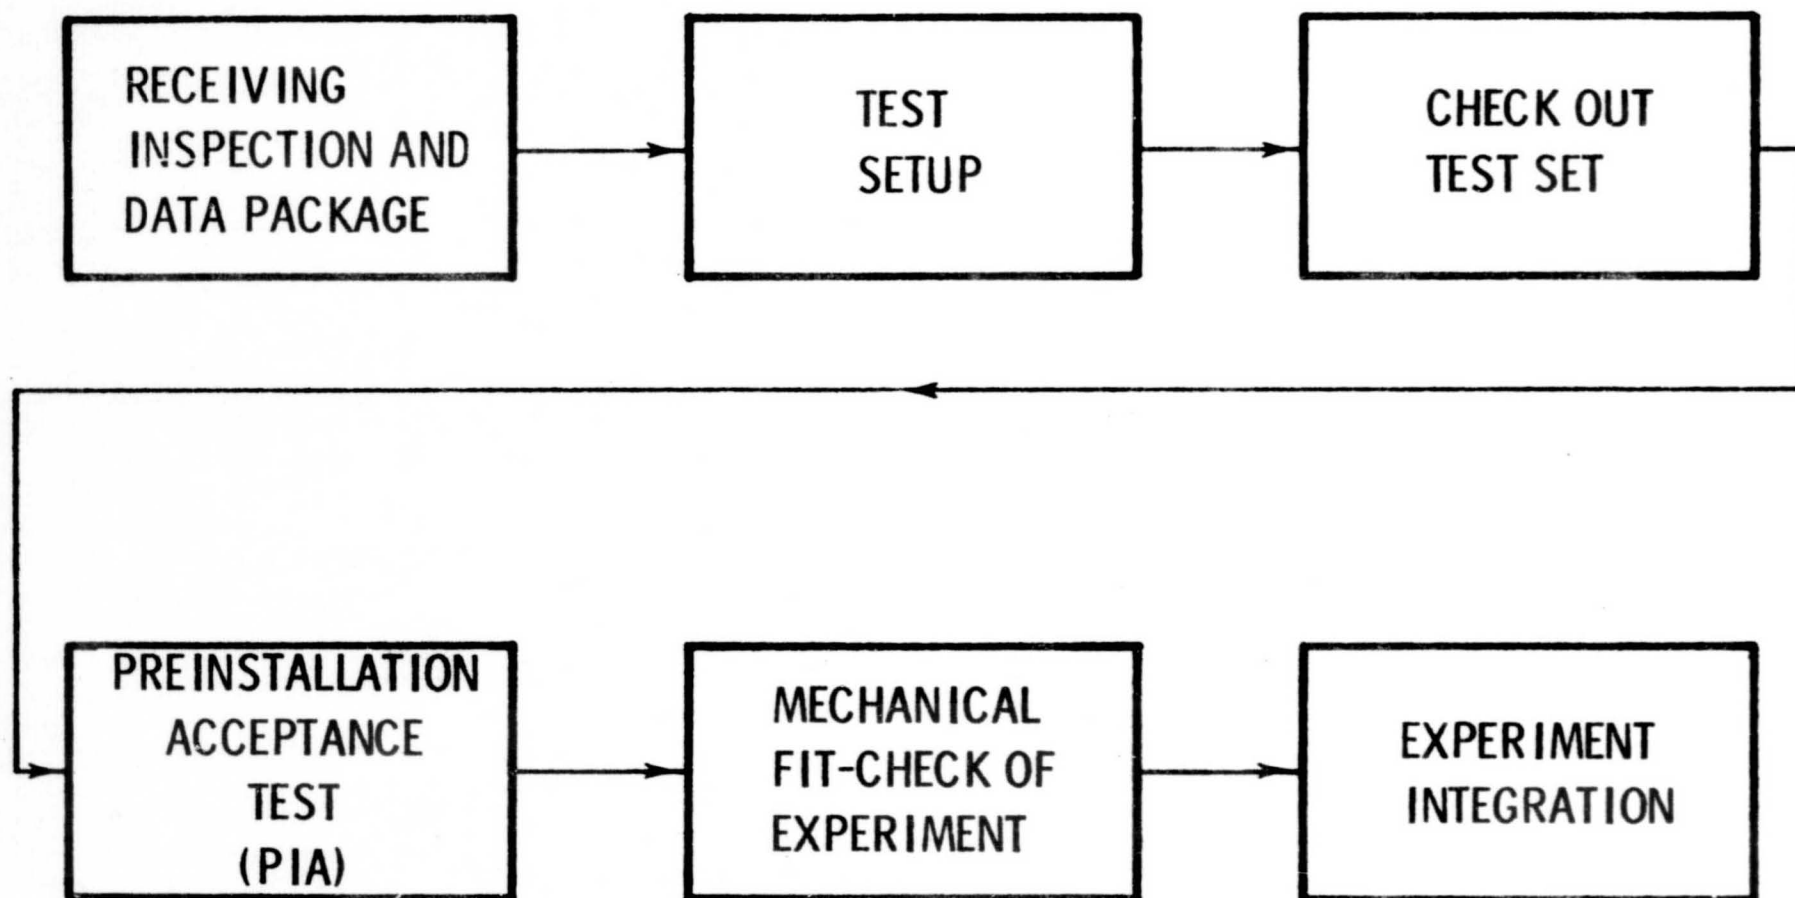 RECEIVING
INSPECTION AND
DATA PACKAGE
TEST
SETUP
CHECK OUT
TEST SET
PREINSTALLATION
ACCEPTANCE
TEST
(PIA)
MECHANICAL
FIT-CHECK OF
EXPERIMENT
EXPERIMENT
INTEGRATION